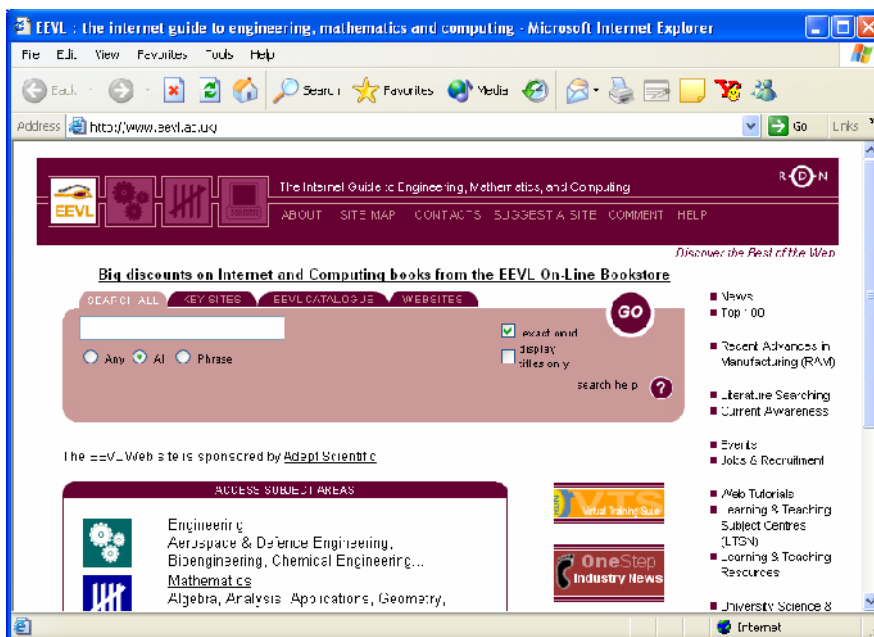 EEVL : the internet guide to engineering, mathematics and computing - Microsoft Internet Explorer
File Edit View Favorites Tools Help
Back Search Favorites Media
Address http://www.eevl.ac.uk/ Go Links
R D N
The Internet Guide to Engineering, Mathematics, and Computing
EEVL
ABOUT SITE MAP CONTACTS SUGGEST A SITE COMMENT HELP
Discover the Best of the Web
Big discounts on Internet and Computing books from the EEVL On-Line Bookstore
SEARCH ALL KEY SITES EEVL CATALOGUE WEBSITES
GO
exact word
Any All Phrase
display
titles only
search help ?
News
Top 100
Recent Advances in
Manufacturing (RAM)
Literature Searching
Current Awareness
Events
Jobs & Recruitment
Web Tutorials
Learning & Teaching
Subject Centres
(LTSN)
Learning & Teaching
Resources
University Science &
The EEVL Web site is sponsored by Adept Scientific
ACCESS SUBJECT AREAS
Engineering
Aerospace & Defence Engineering,
Bioengineering, Chemical Engineering...
Mathematics
Algebra, Analysis, Applications, Geometry,
RDN VTS
Virtual Training Suite
OneStep
Industry News
Internet